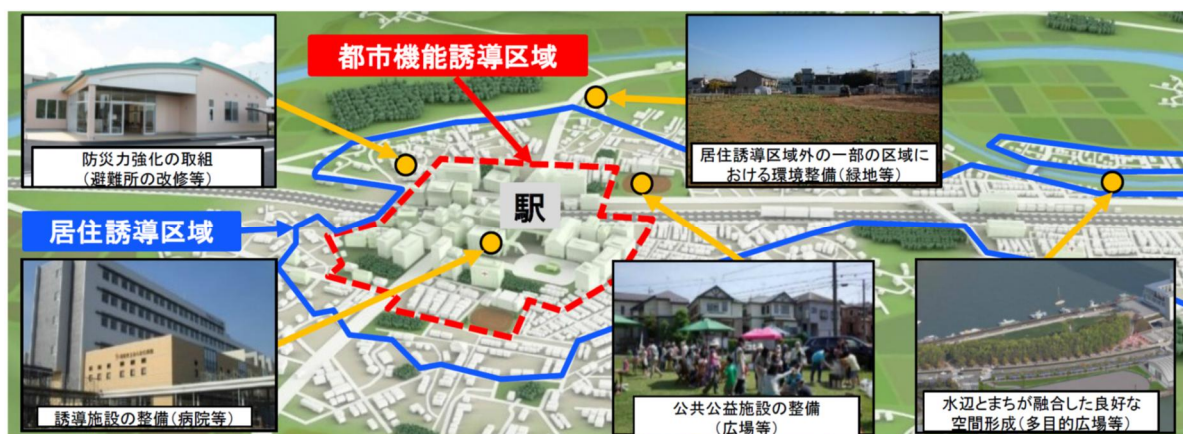 都市機能誘導区域
防災力強化の取組
(避難所の改修等)
居住誘導区域外の一部の区域に
おける環境整備(緑地等)
駅
居住誘導区域
誘導施設の整備(病院等)
公共公益施設の整備
(広場等)
水辺とまちが融合した良好な
空間形成(多目的広場等)